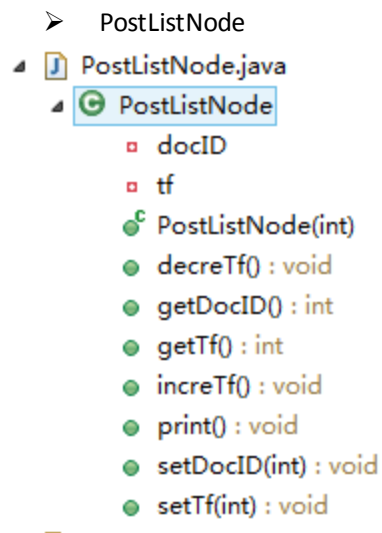 ➢ PostListNode
PostListNode.java
PostListNode
docID
tf
PostListNode(int)
decreTf() : void
getDocID() : int
getTf() : int
increTf() : void
print() : void
setDocID(int) : void
setTf(int) : void